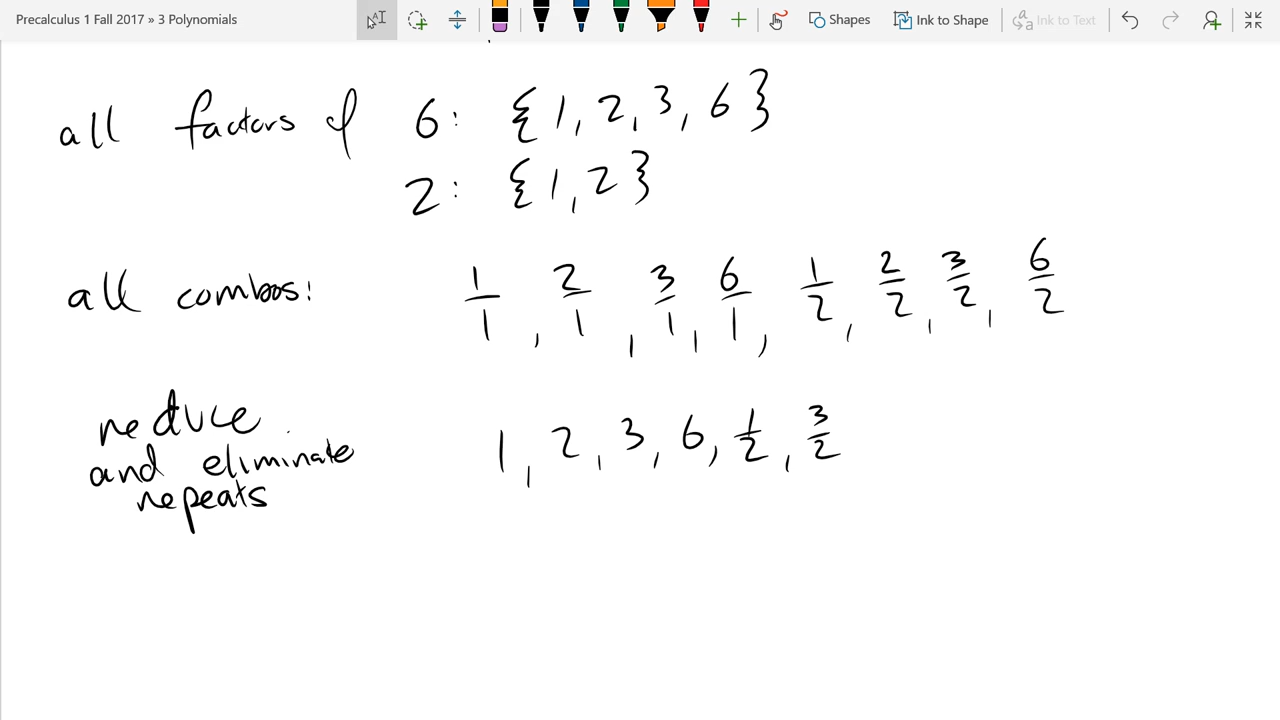 Precalculus 1 Fall 2017 » 3 Polynomials
Shapes
Ink to Shape
Ink to Text
all factors of 6: {1, 2, 3, 6}
2: {1, 2}
all combos: 1/1, 2/1, 3/1, 6/1, 1/2, 2/2, 3/2, 6/2
reduce
and eliminate
repeats
1, 2, 3, 6, 1/2, 3/2